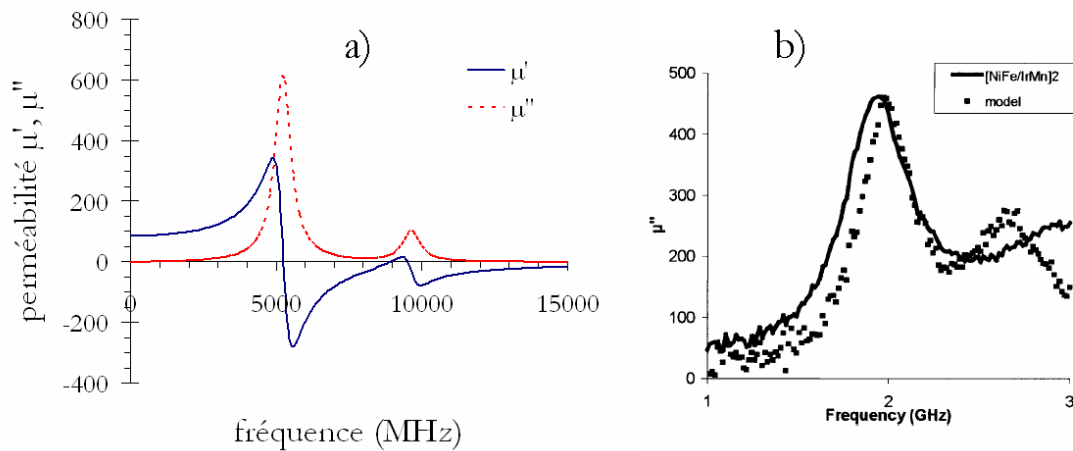 a)
800
600
400
200
0
-200
-400
0
5000
10000
15000
perméabilité µ', µ"
fréquence (MHz)
µ'
µ"
b)
[NiFe/IrMn]2
model
500
400
300
200
100
0
1
2
3
µ"
Frequency (GHz)